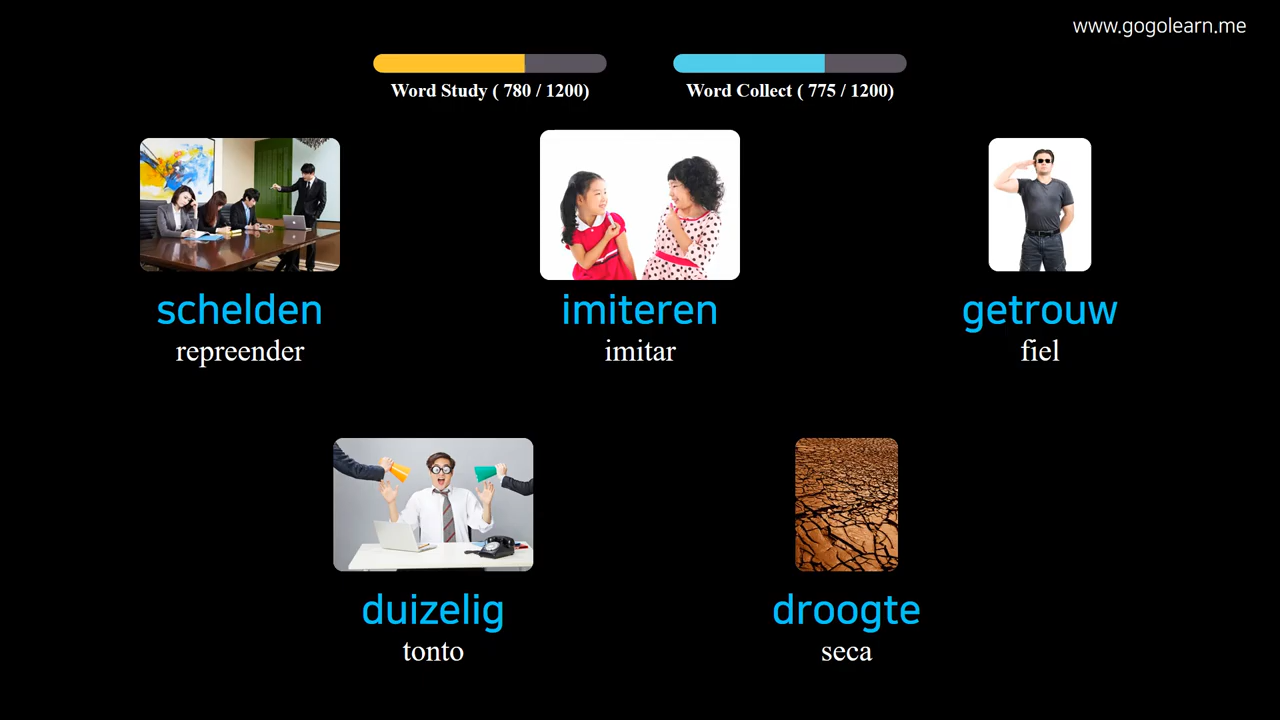 www.gogolearn.me
Word Study ( 780 / 1200)
Word Collect ( 775 / 1200)
schelden
repreender
imiteren
imitar
getrouw
fiel
duizelig
tonto
droogte
seca